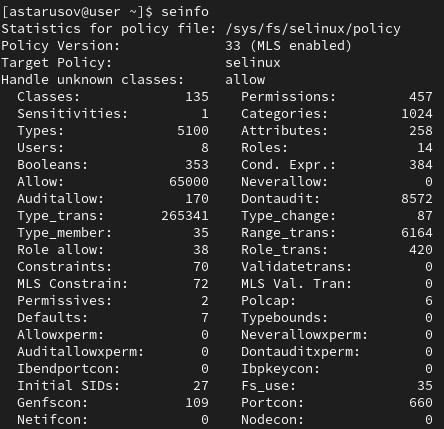 [astarusov@user ~]$ seinfo
Statistics for policy file: /sys/fs/selinux/policy
Policy Version: 33 (MLS enabled)
Target Policy: selinux
Handle unknown classes: allow
Classes: 135 Permissions: 457
Sensitivities: 1 Categories: 1024
Types: 5100 Attributes: 258
Users: 8 Roles: 14
Booleans: 353 Cond. Expr.: 384
Allow: 65000 Neverallow: 0
Auditallow: 170 Dontaudit: 8572
Type_trans: 265341 Type_change: 87
Type_member: 35 Range_trans: 6164
Role allow: 38 Role_trans: 420
Constraints: 70 Validatetrans: 0
MLS Constrain: 72 MLS Val. Tran: 0
Permissives: 2 Polcap: 6
Defaults: 7 Typebounds: 0
Allowxperm: 0 Neverallowxperm: 0
Auditallowxperm: 0 Dontauditxperm: 0
Ibendportcon: 0 Ibpkeycon: 0
Initial SIDs: 27 Fs_use: 35
Genfscon: 109 Portcon: 660
Netifcon: 0 Nodecon: 0